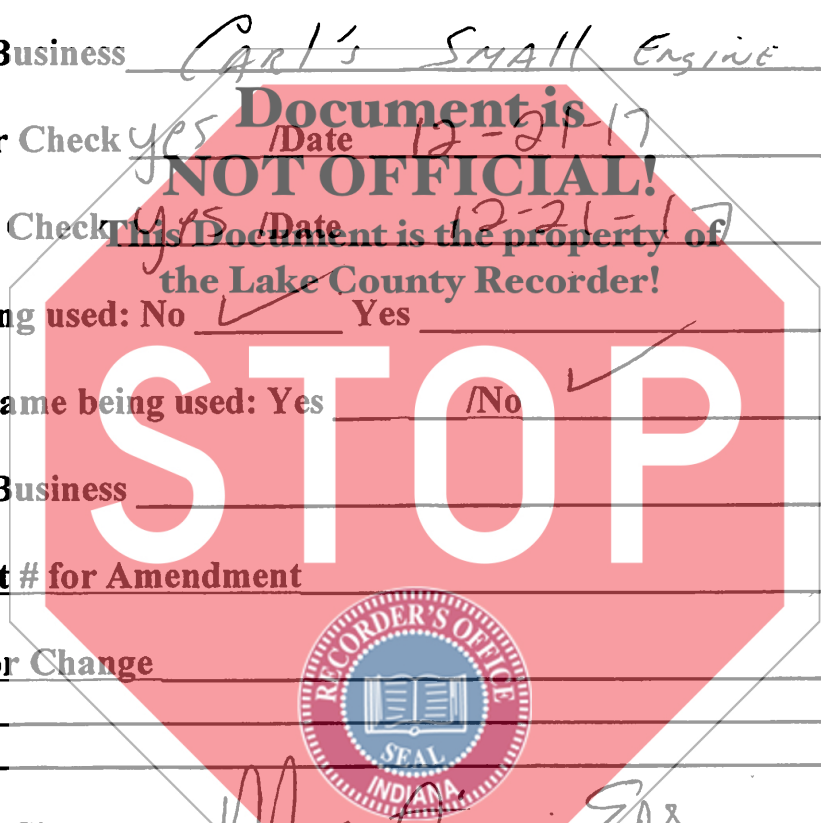 Business Carl's Small Engine
Document is
Check yes /Date 12-21-17
NOT OFFICIAL!
Check yes /Date 12-21-17
This Document is the property of
the Lake County Recorder!
used: No ✓ Yes
being used: Yes /No ✓
STOP
Business
# for Amendment
Change
RECORDER'S OFFICE
SEAL
INDIANA